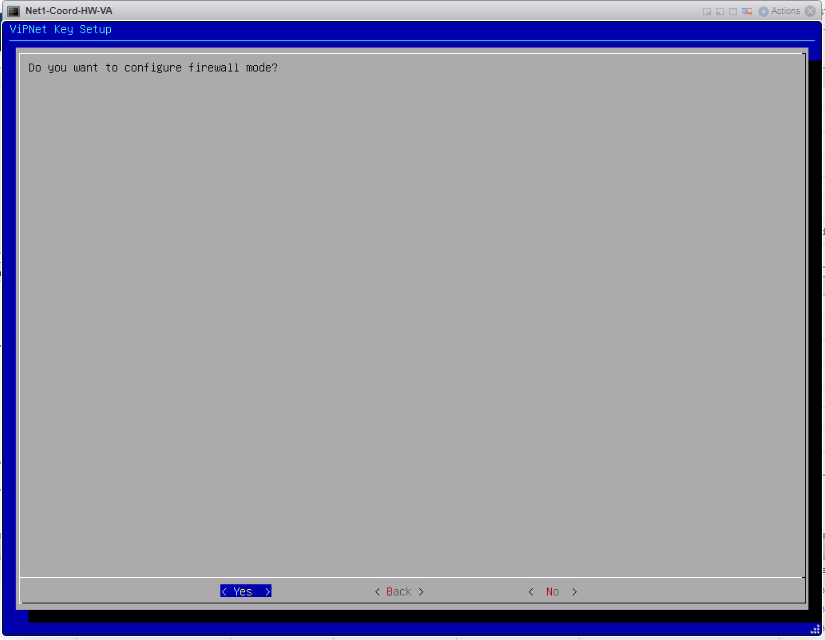 Net1-Coord-HW-VA
Actions
ViPNet Key Setup
Do you want to configure firewall mode?
< Yes >
< Back >
< No >